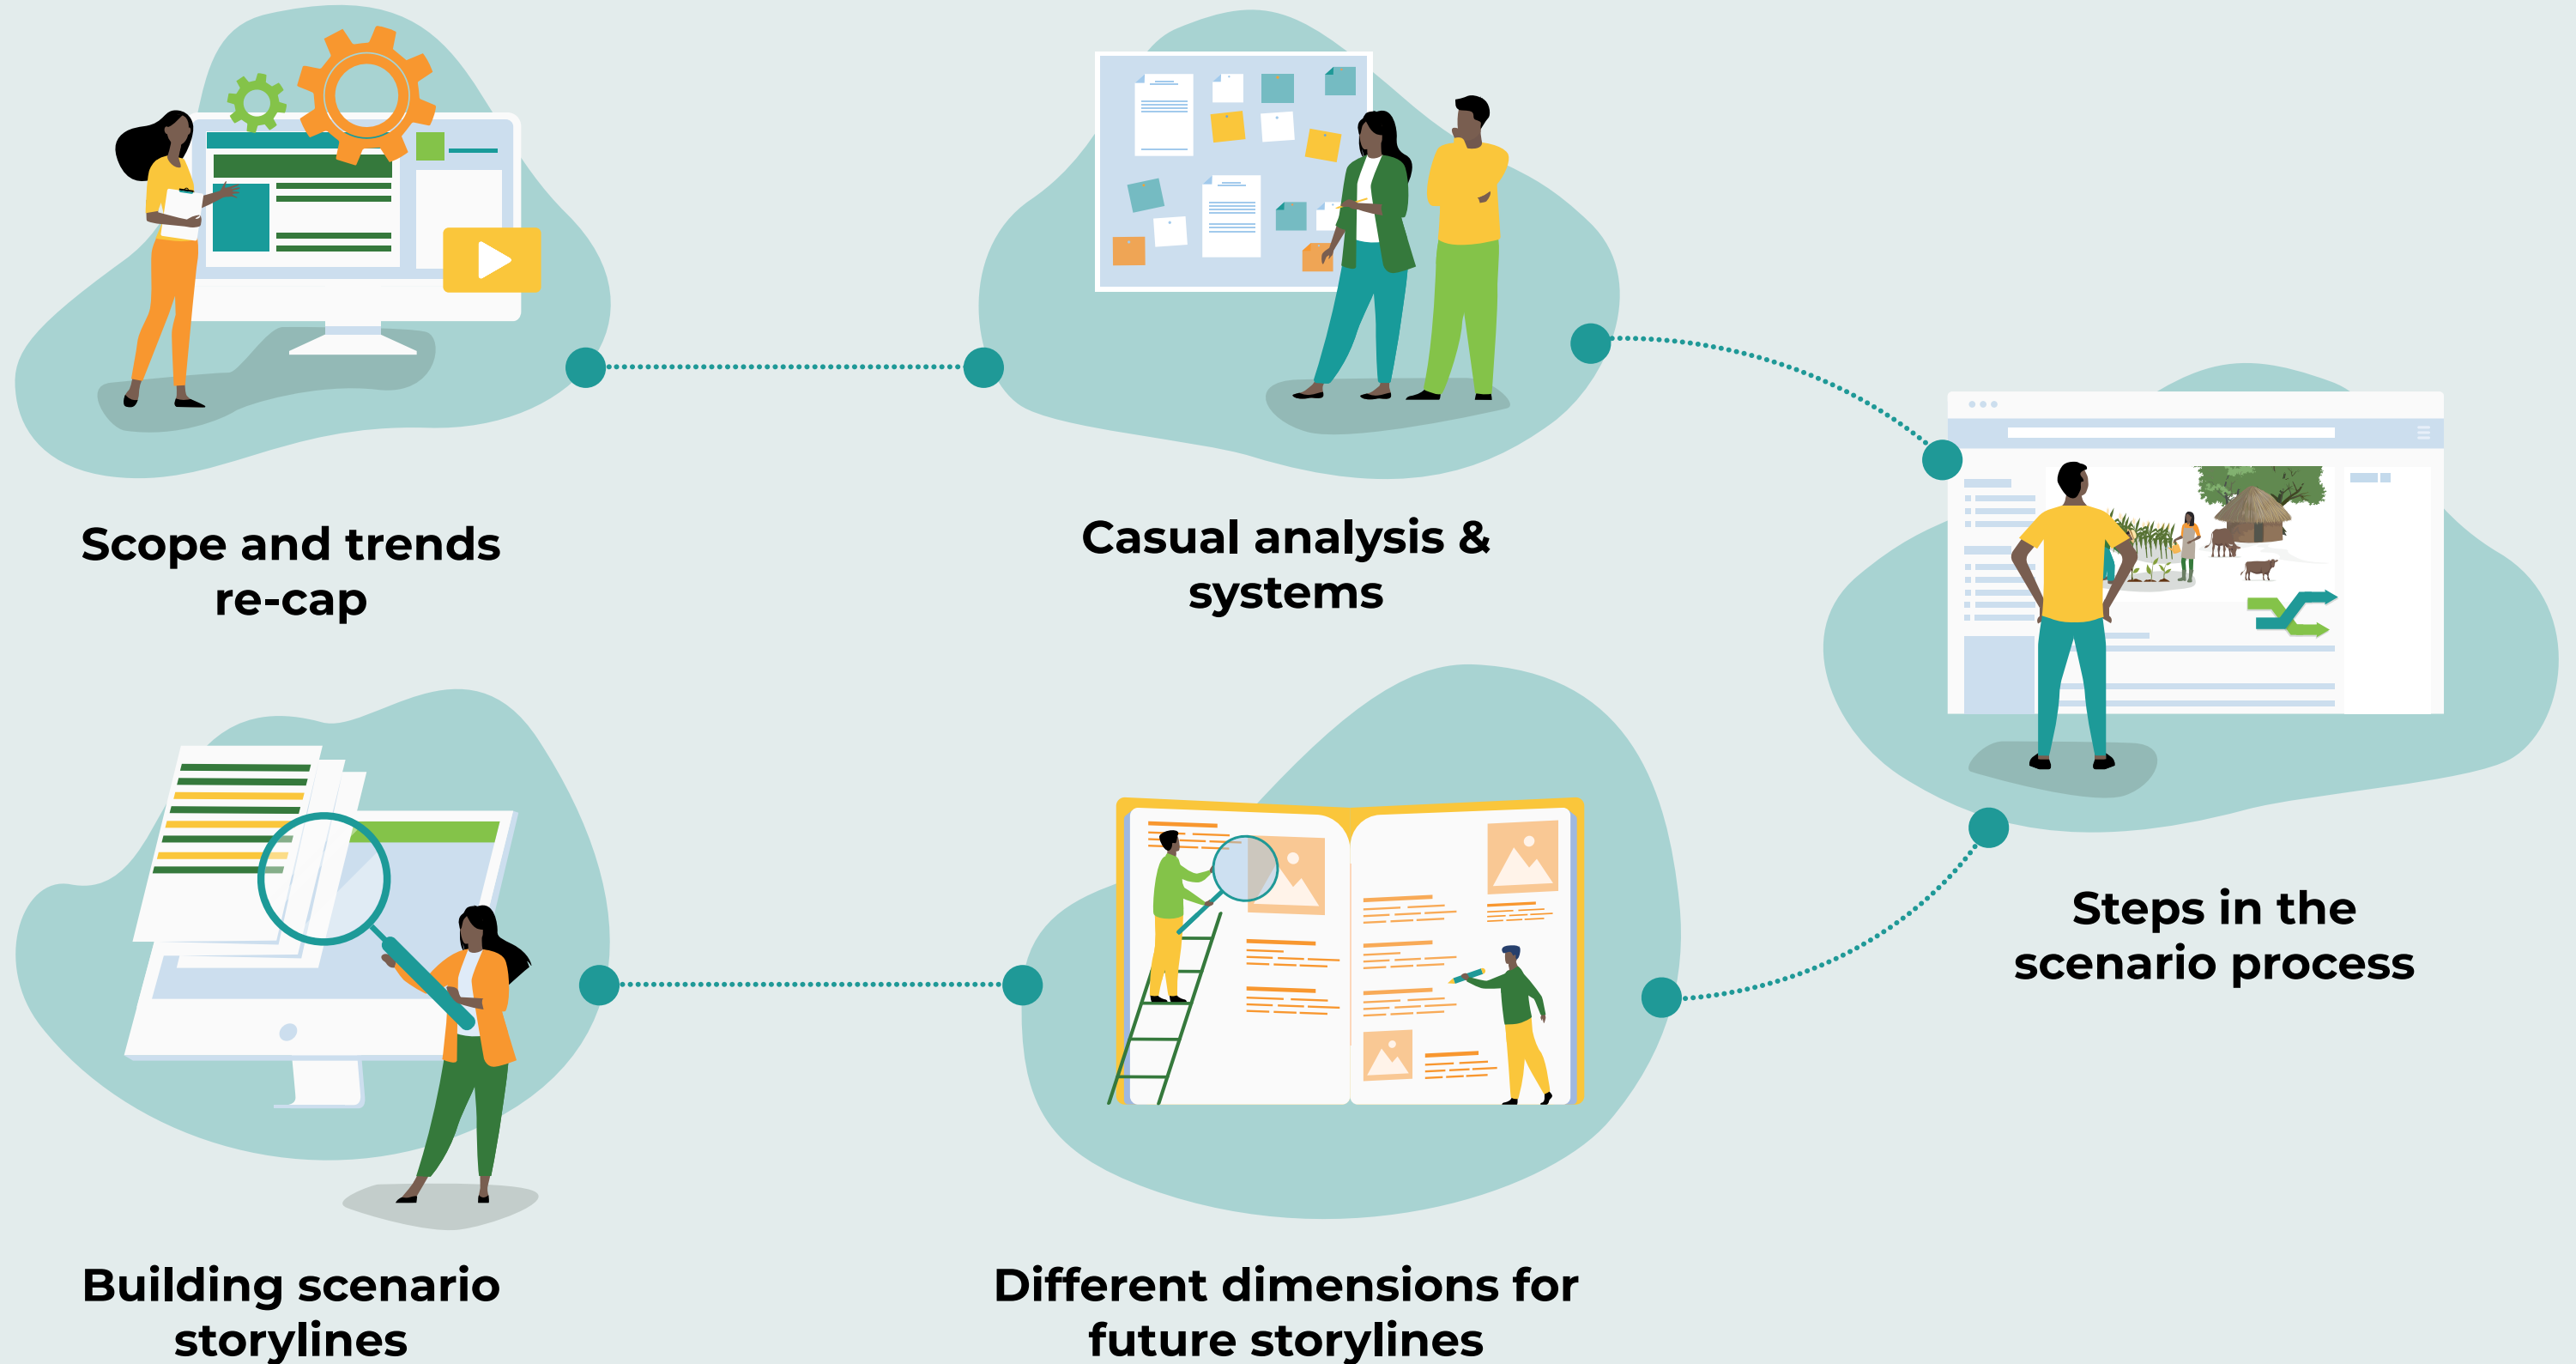 Scope and trends
re-cap
Casual analysis &
systems
Steps in the
scenario process
Different dimensions for
future storylines
Building scenario
storylines